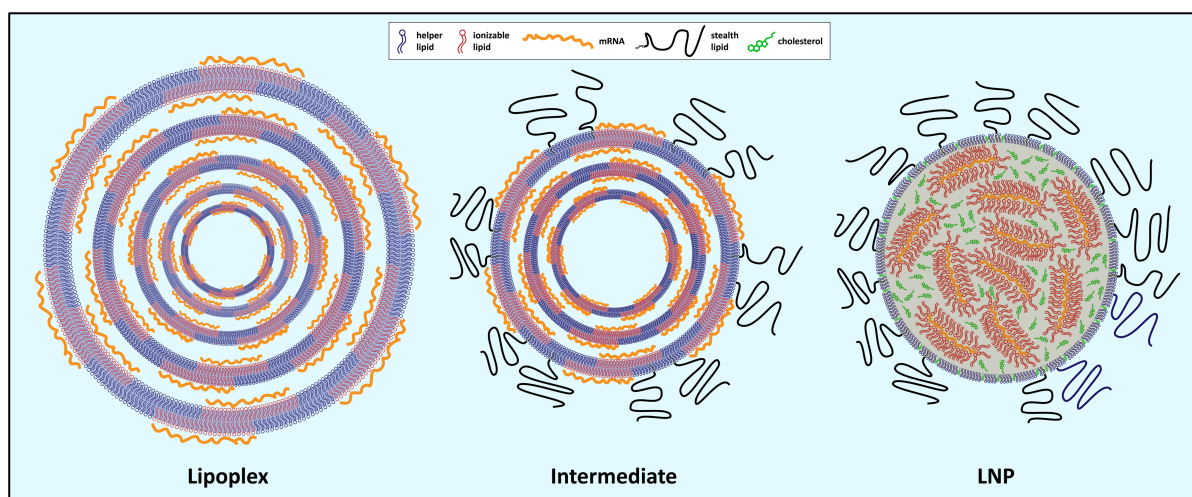 helper lipid
ionizable lipid
mRNA
stealth lipid
cholesterol
Lipoplex
Intermediate
LNP